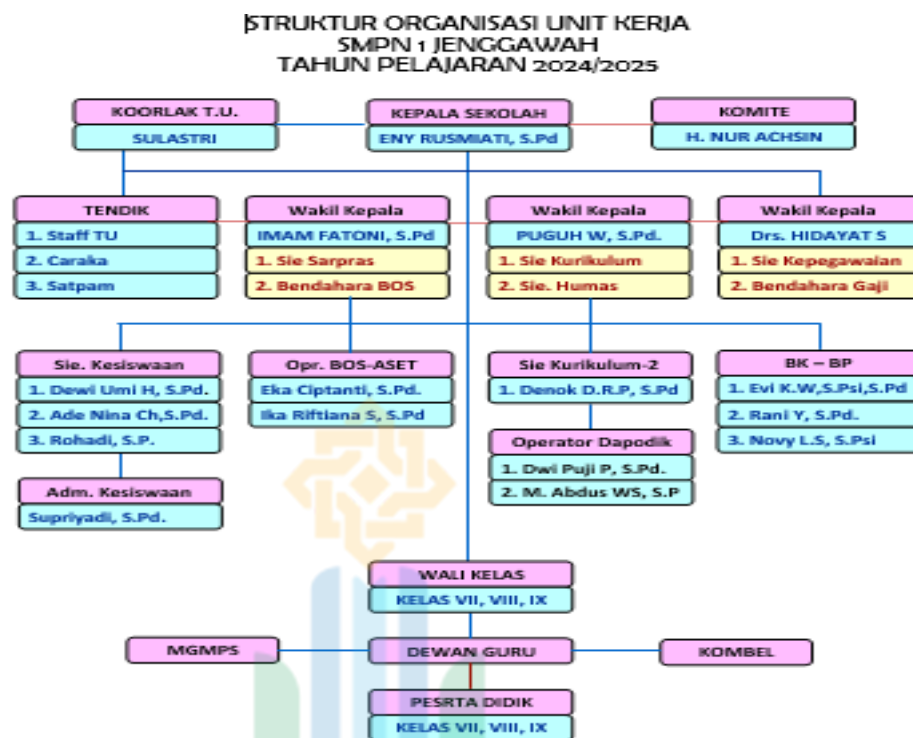 STRUKTUR ORGANISASI UNIT KERJA
SMPN 1 JENGGAWAH
TAHUN PELAJARAN 2024/2025
KOORLAK T.U.
SULASTRI
KEPALA SEKOLAH
ENY RUSMIATI, S.Pd
KOMITE
H. NUR ACHSIN
TENDIK
1. Staff TU
2. Caraka
3. Satpam
Wakil Kepala
IMAM FATONI, S.Pd
1. Sie Sarpras
2. Bendahara BOS
Wakil Kepala
PUGUH W, S.Pd.
1. Sie Kurikulum
2. Sie. Humas
Wakil Kepala
Drs. HIDAYAT S
1. Sie Kepegawaian
2. Bendahara Gaji
Sie. Kesiswaan
1. Dewi Umi H, S.Pd.
2. Ade Nina Ch,S.Pd.
3. Rohadi, S.P.
Adm. Kesiswaan
Supriyadi, S.Pd.
Opr. BOS-ASET
Eka Ciptanti, S.Pd.
Ika Riftiana S, S.Pd
Sie Kurikulum-2
1. Denok D.R.P, S.Pd
Operator Dapodik
1. Dwi Puji P, S.Pd.
2. M. Abdus WS, S.P
BK – BP
1. Evi K.W,S.Psi,S.Pd
2. Rani Y, S.Pd.
3. Novy L.S, S.Psi
WALI KELAS
KELAS VII, VIII, IX
MGMPS
DEWAN GURU
KOMBEL
PESRTA DIDIK
KELAS VII, VIII, IX